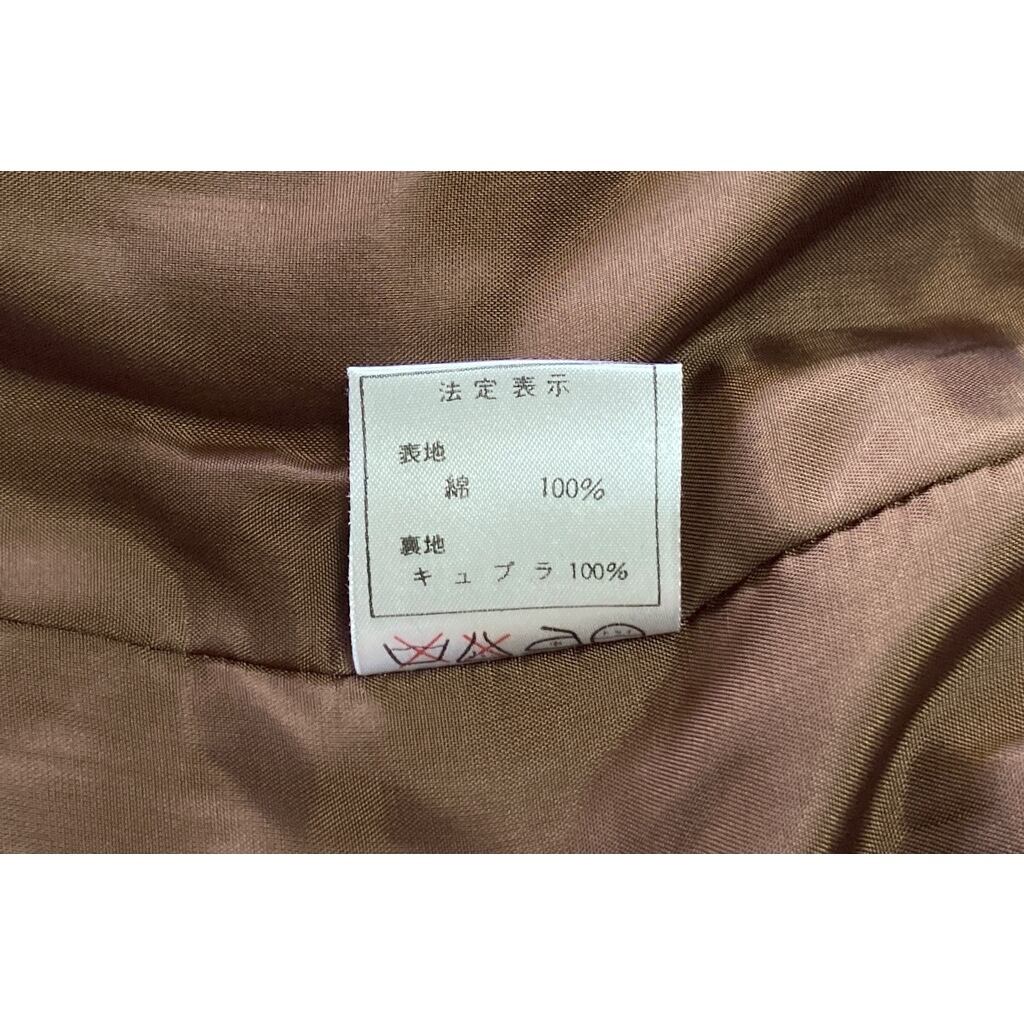 法定表示
表地
綿 100%
裏地
キュプラ 100%